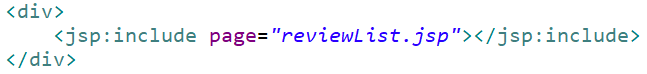 <div>
    <jsp:include page="reviewList.jsp"></jsp:include>
</div>